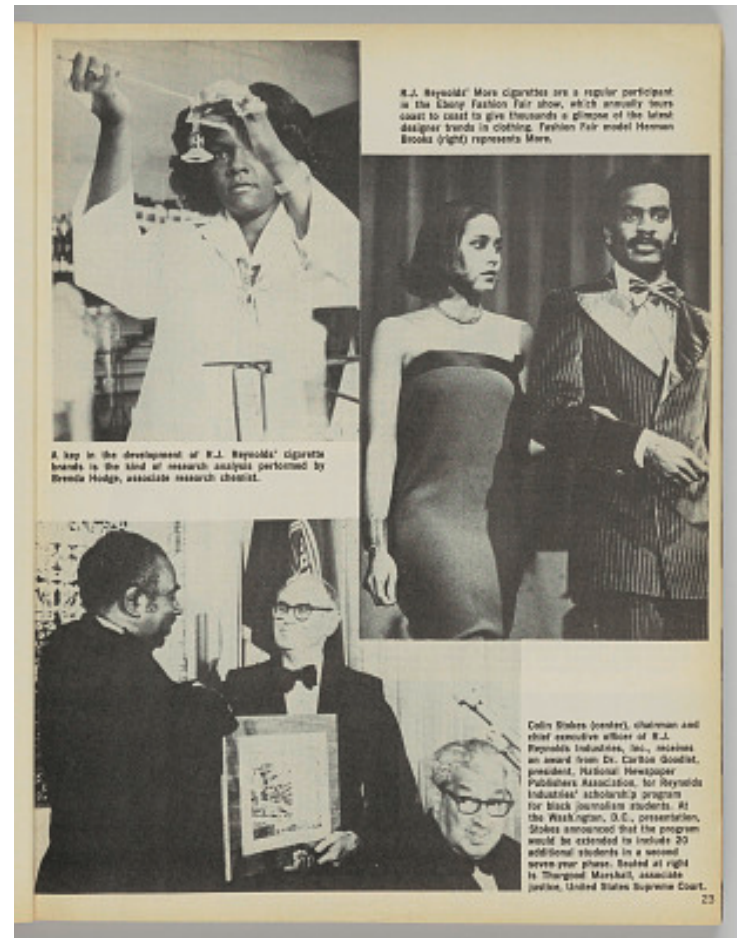 R.J. Reynolds' More cigarettes are a regular participant
in the Ebony Fashion Fair show, which annually tours
coast to coast to give thousands a glimpse of the latest
designer trends in clothing. Fashion Fair model Herman
Brooks (right) represents More.
A key in the development of R.J. Reynolds' cigarette
brands is the kind of research analysis performed by
Brenda Hodge, associate research chemist.
Colin Stokes (center), chairman and
chief executive officer of R.J.
Reynolds Industries, Inc., receives
an award from Dr. Carlton Goodlet,
president, National Newspaper
Publishers Association, for Reynolds
Industries' scholarship program
for black journalism students. At
the Washington, D.C., presentation,
Stokes announced that the program
would be extended to include 20
additional students in a second
seven-year phase. Seated at right
is Thurgood Marshall, associate
justice, United States Supreme Court.
23